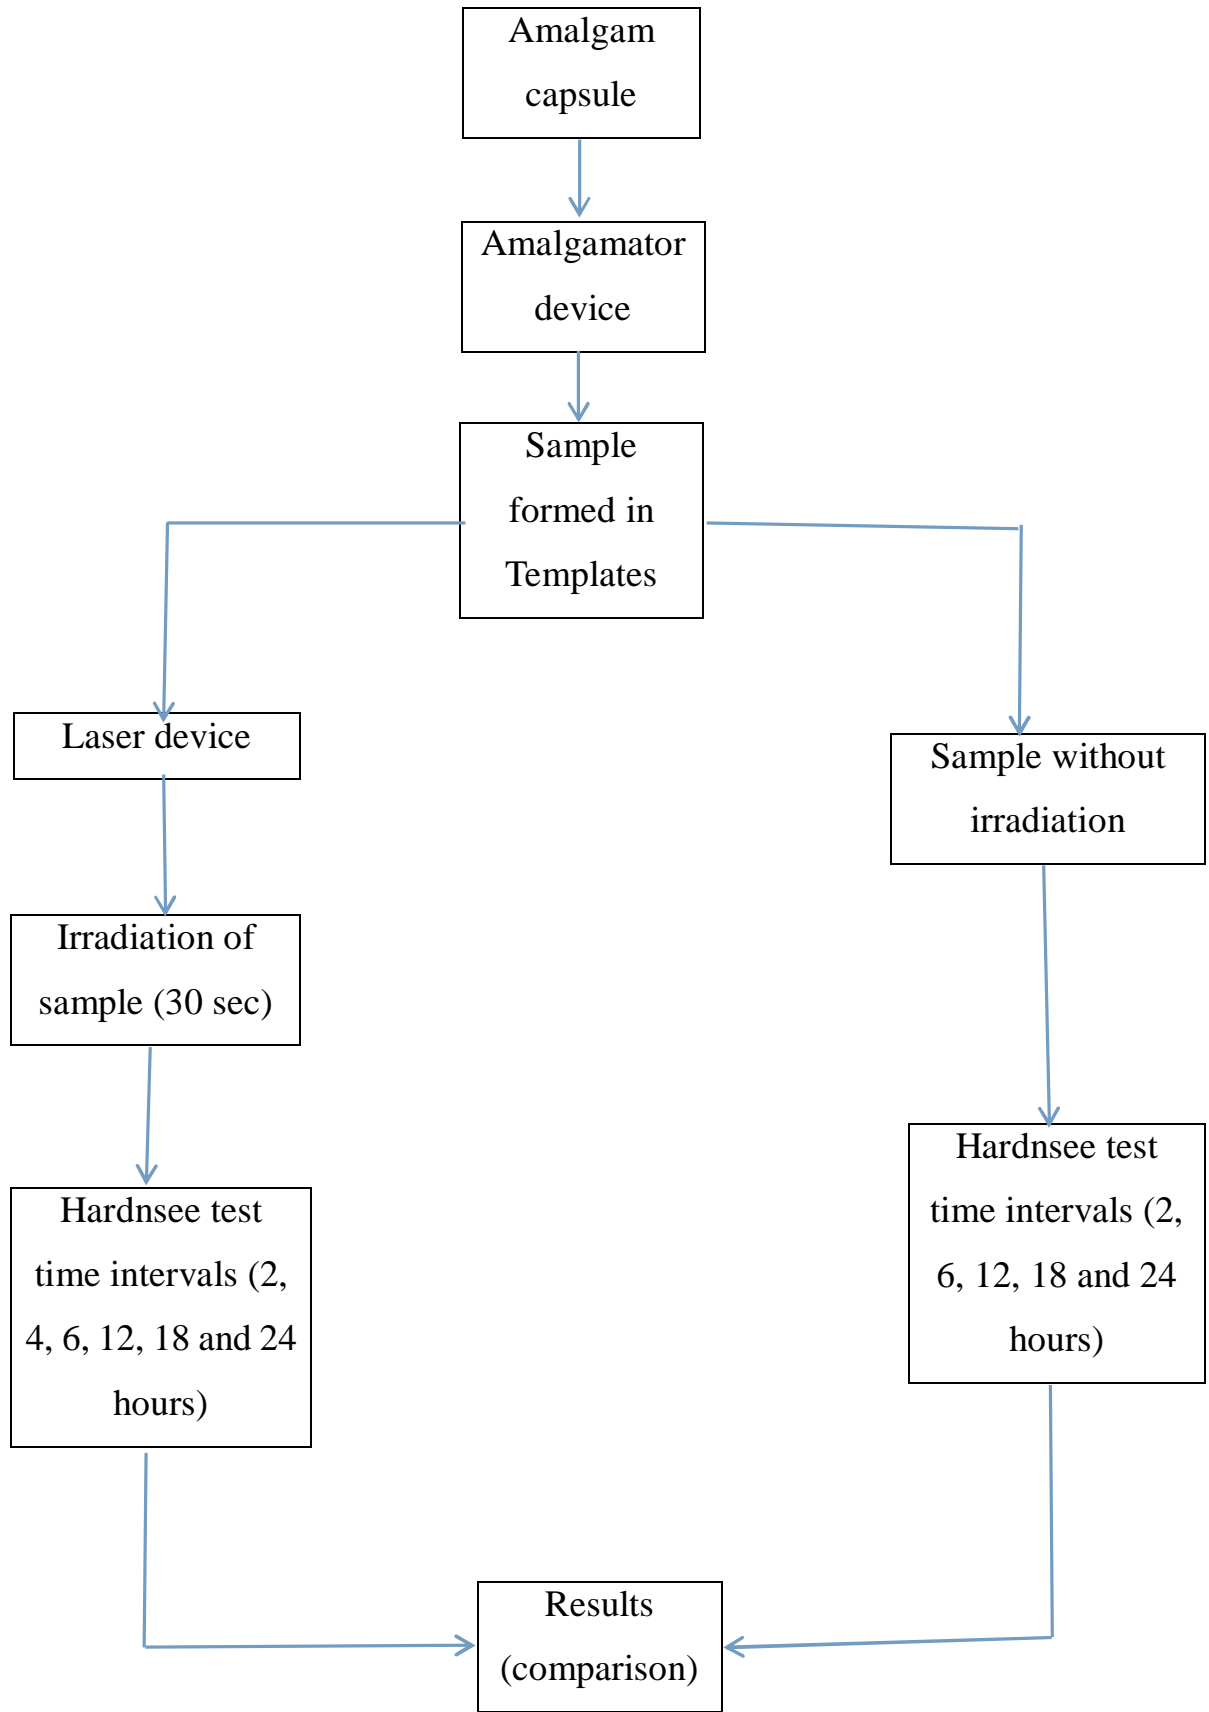 Amalgam
capsule
Amalgamator
device
Sample
formed in
Templates
Laser device
Sample without
irradiation
Irradiation of
sample (30 sec)
Hardnsee test
time intervals (2,
4, 6, 12, 18 and 24
hours)
Hardnsee test
time intervals (2,
6, 12, 18 and 24
hours)
Results
(comparison)